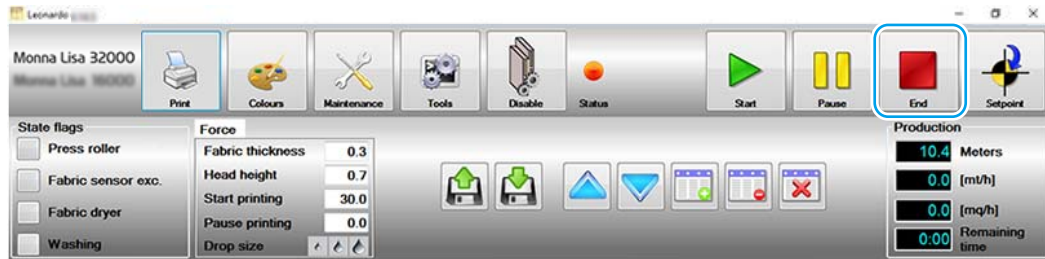 Leonardo
Monna Lisa 32000
Monna Lisa 16000
Print
Colours
Maintenance
Tools
Disable
Status
Start
Pause
End
Setpoint
State flags
Press roller
Fabric sensor exc.
Fabric dryer
Washing
Force
Fabric thickness 0.3
Head height 0.7
Start printing 30.0
Pause printing 0.0
Drop size
Production
10.4 Meters
0.0 [mt/h]
0.0 [mq/h]
0:00 Remaining
time